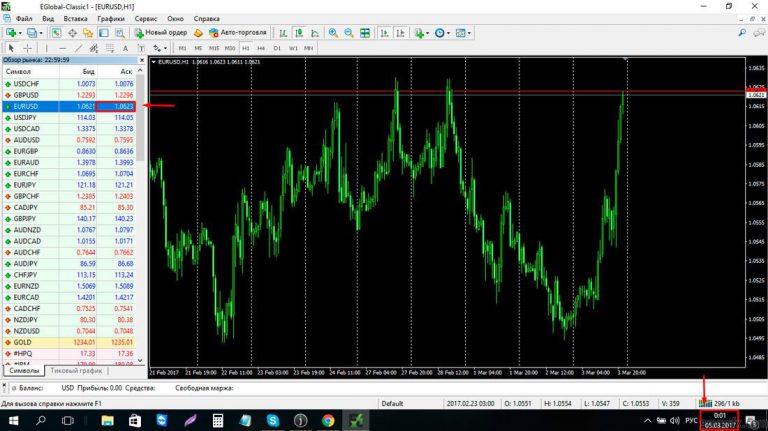 EGlobal-Classic1 - [EURUSD,H1]
Файл Вид Вставка Графики Сервис Окно Справка
Новый ордер Авто-торговля
A T M1 M5 M15 M30 H1 H4 D1 W1 MN
Обзор рынка: 22:59:59
Символ Бид Аск
USDCHF 1.0073 1.0076
GBPUSD 1.2293 1.2296
EURUSD 1.0621 1.0623
USDJPY 114.03 114.05
USDCAD 1.3375 1.3378
AUDUSD 0.7592 0.7595
EURGBP 0.8630 0.8636
EURAUD 1.3978 1.3993
EURCHF 1.0695 1.0704
EURJPY 121.18 121.21
GBPCHF 1.2385 1.2403
CADJPY 85.21 85.30
GBPJPY 140.17 140.23
AUDNZD 1.0767 1.0797
AUDCAD 1.0155 1.0171
AUDCHF 0.7644 0.7662
AUDJPY 86.59 86.68
CHFJPY 113.15 113.24
EURNZD 1.5069 1.5089
EURCAD 1.4201 1.4217
CADCHF 0.7525 0.7541
NZDJPY 80.30 80.38
NZDUSD 0.7044 0.7048
GOLD 1234.01 1235.01
#HPQ 17.33 17.36
#IBM
Символы Тиковый график
EURUSD,H1 1.0616 1.0623 1.0611 1.0621
1.0635
1.0621
1.0615
1.0605
1.0595
1.0585
1.0575
1.0565
1.0555
1.0545
1.0535
1.0525
1.0515
1.0505
1.0495
21 Feb 2017 21 Feb 19:00 22 Feb 11:00 23 Feb 03:00 23 Feb 19:00 24 Feb 11:00 27 Feb 04:00 27 Feb 20:00 28 Feb 12:00 1 Mar 04:00 1 Mar 20:00 2 Mar 12:00 3 Mar 04:00 3 Mar 20:00
Баланс: USD Прибыль: 0.00 Средства: Свободная маржа:
Для вызова справки нажмите F1 Default 2017.02.23 03:00 O: 1.0551 H: 1.0554 L: 1.0547 C: 1.0553 V: 359 296/1 kb
РУС 0:01
05.03.2017